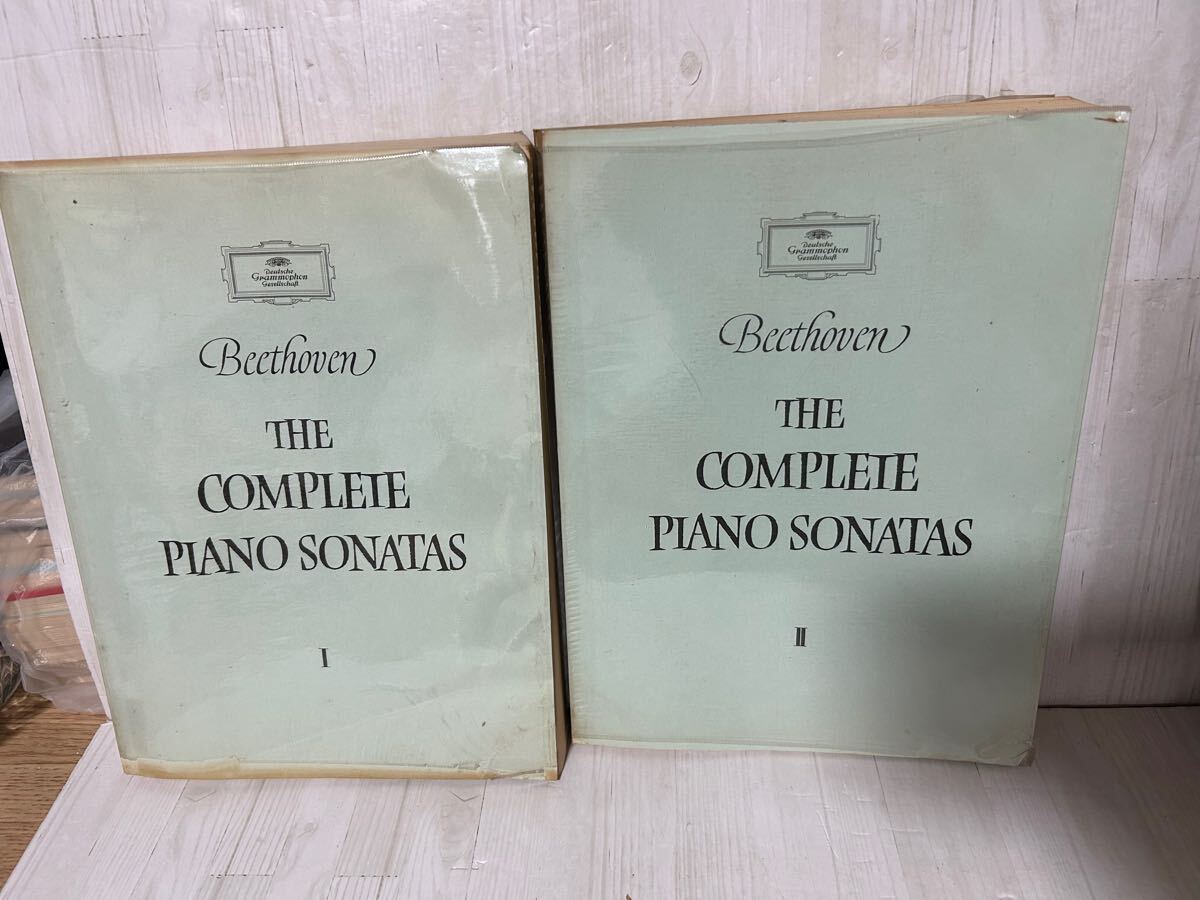 Deutsche
Grammophon
Gesellschaft
Beethoven
THE
COMPLETE
PIANO SONATAS
I
Deutsche
Grammophon
Gesellschaft
Beethoven
THE
COMPLETE
PIANO SONATAS
II